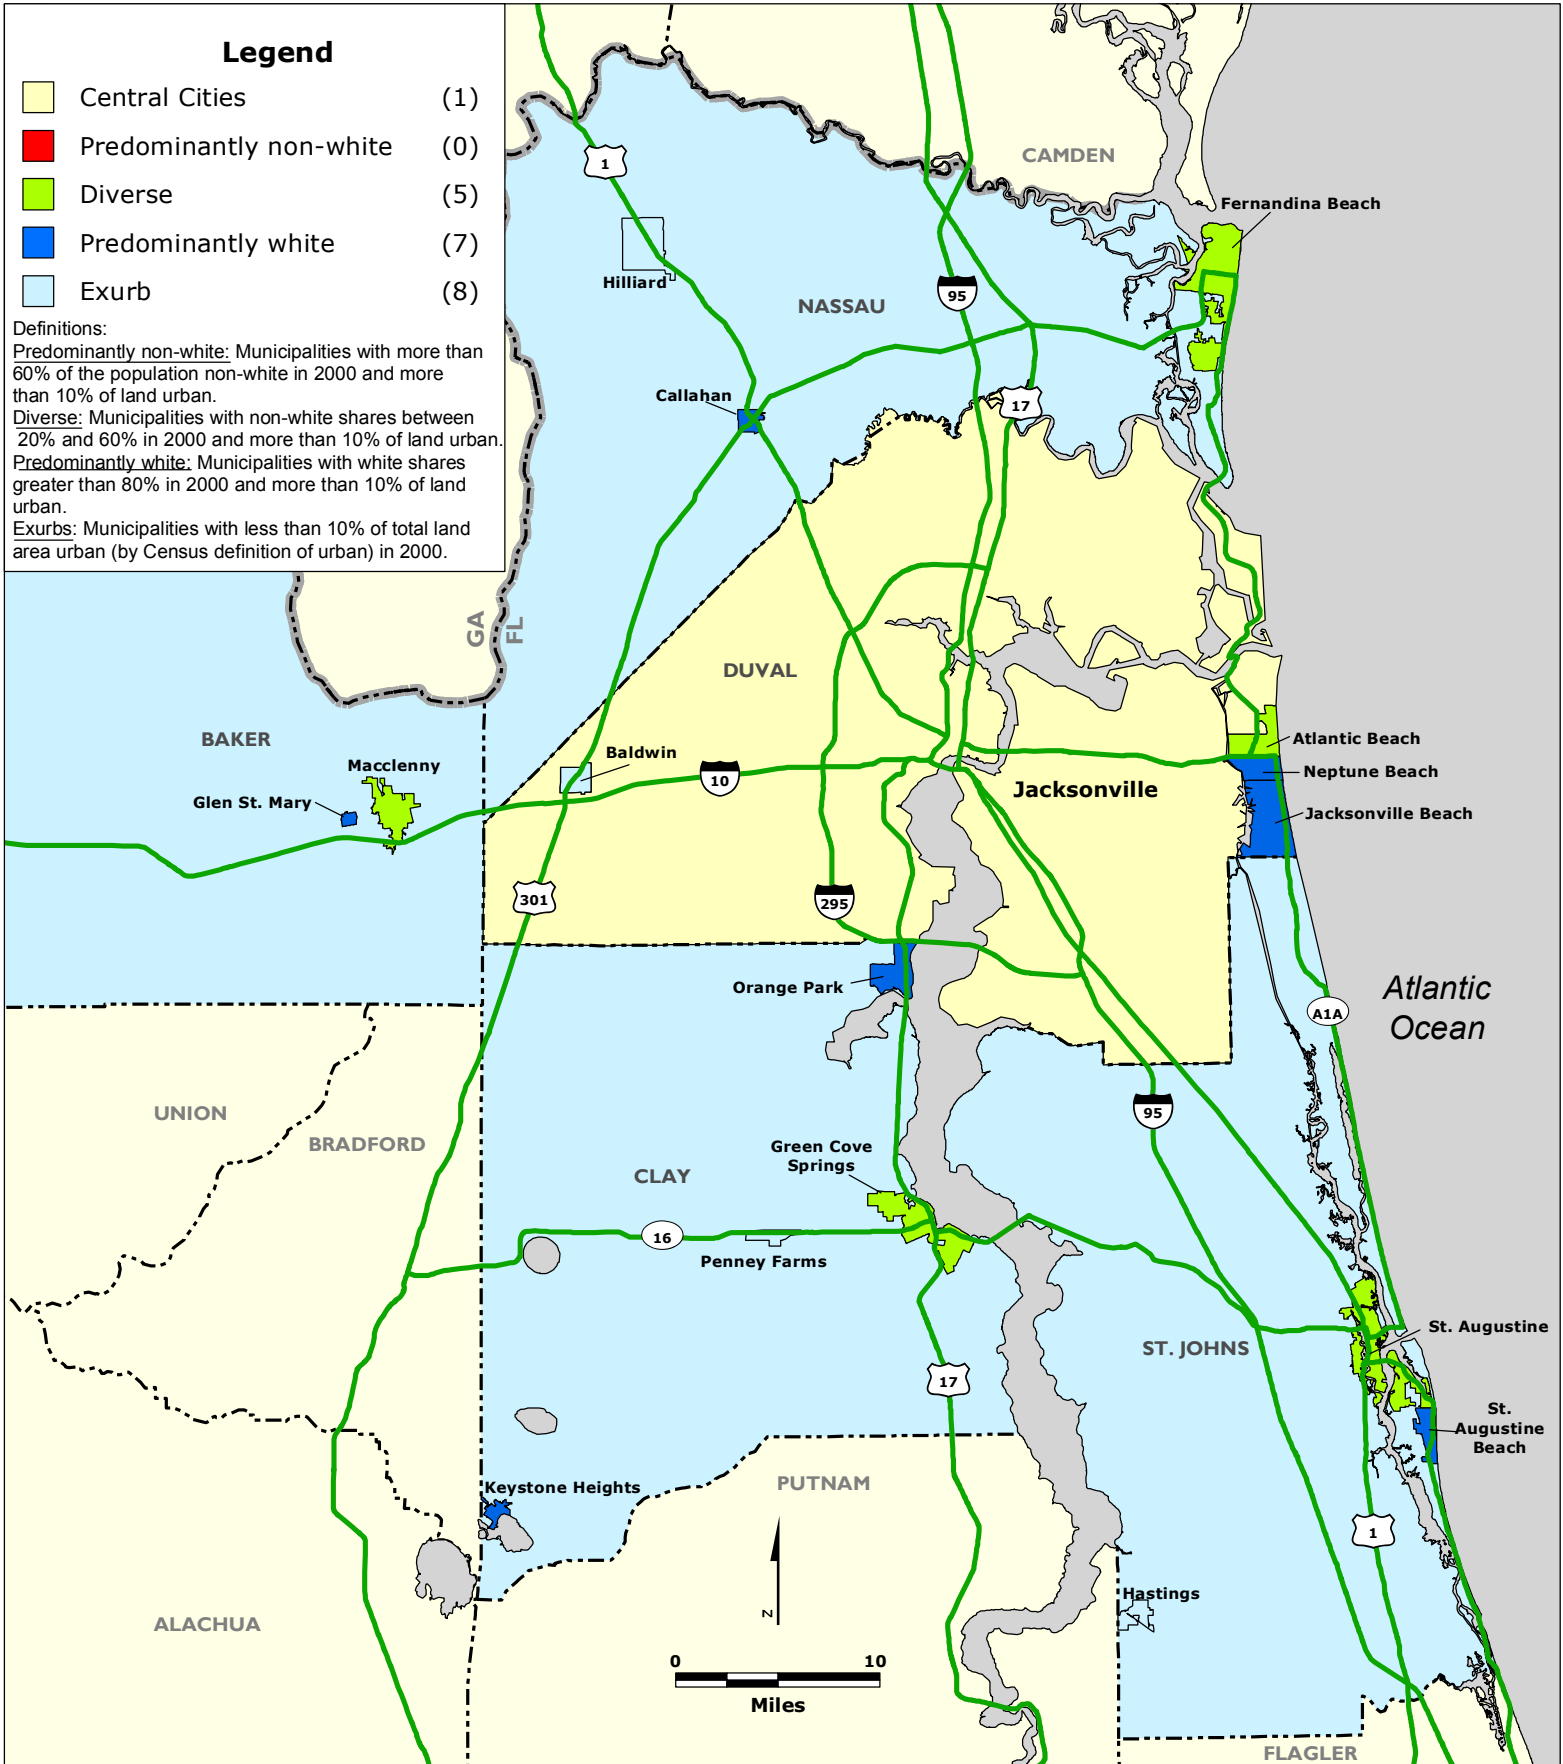 Legend
Central Cities (1)
Predominantly non-white (0)
Diverse (5)
Predominantly white (7)
Exurb (8)
Definitions:
Predominantly non-white: Municipalities with more than
60% of the population non-white in 2000 and more
than 10% of land urban.
Diverse: Municipalities with non-white shares between
20% and 60% in 2000 and more than 10% of land urban.
Predominantly white: Municipalities with white shares
greater than 80% in 2000 and more than 10% of land
urban.
Exurbs: Municipalities with less than 10% of total land
area urban (by Census definition of urban) in 2000.
1
CAMDEN
Fernandina Beach
Hilliard
95
NASSAU
Callahan
17
GA
FL
DUVAL
BAKER
Baldwin
Atlantic Beach
Macclenny
10
Neptune Beach
Glen St. Mary
Jacksonville
Jacksonville Beach
301
295
Orange Park
Atlantic
Ocean
A1A
UNION
95
BRADFORD
Green Cove
Springs
CLAY
16
Penney Farms
St. Augustine
ST. JOHNS
17
St.
Augustine
Beach
Keystone Heights
PUTNAM
1
Hastings
N
ALACHUA
0 10
Miles
FLAGLER